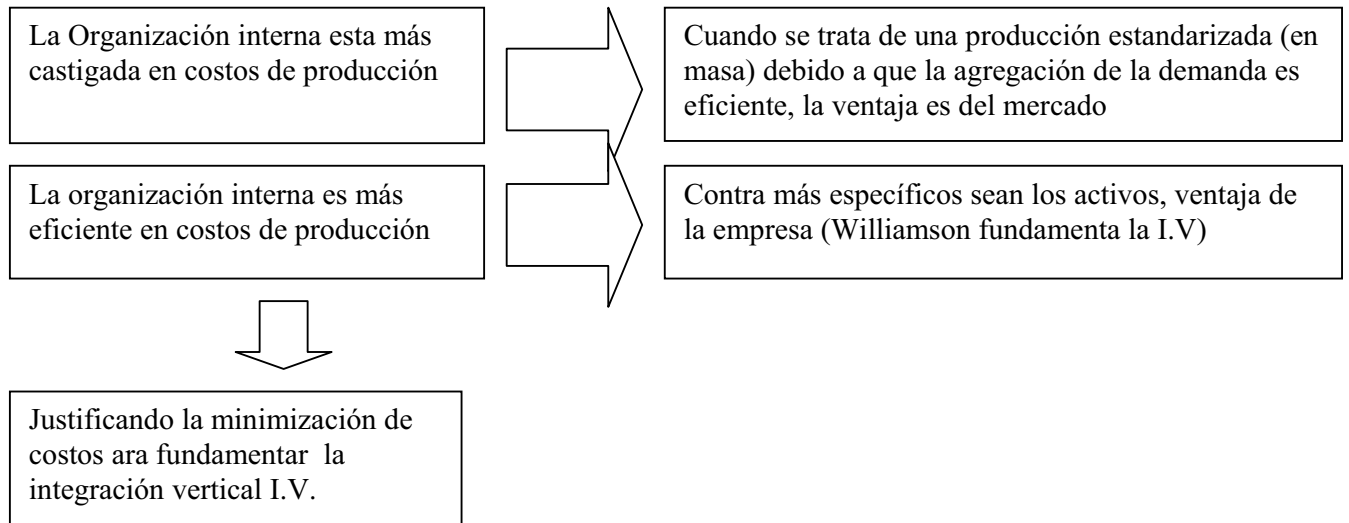 La Organización interna esta más
castigada en costos de producción
Cuando se trata de una producción estandarizada (en
masa) debido a que la agregación de la demanda es
eficiente, la ventaja es del mercado
La organización interna es más
eficiente en costos de producción
Contra más específicos sean los activos, ventaja de
la empresa (Williamson fundamenta la I.V)
Justificando la minimización de
costos ara fundamentar la
integración vertical I.V.